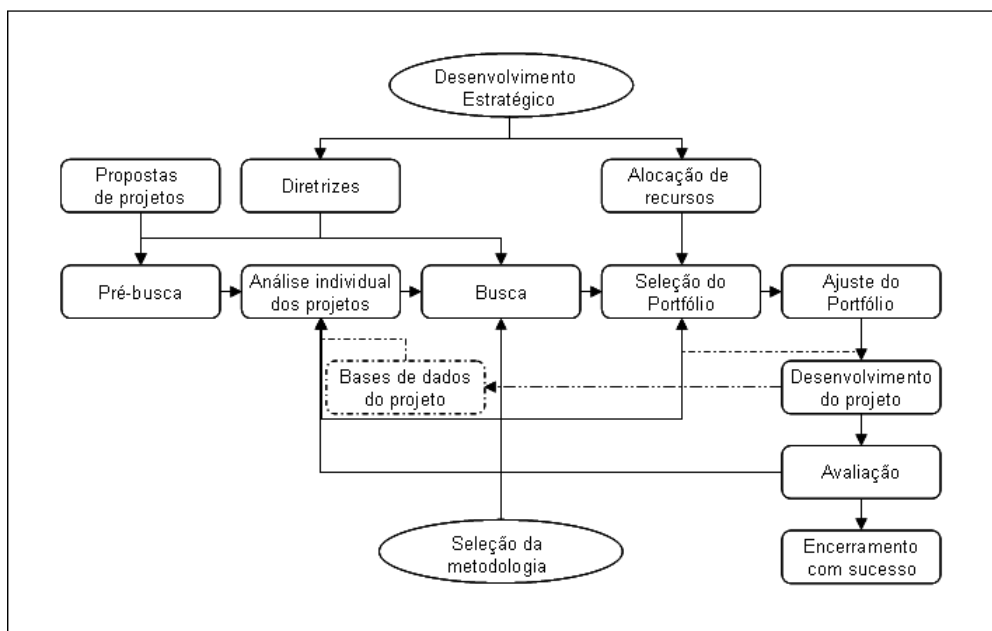 Desenvolvimento
Estratégico
Propostas
de projetos
Diretrizes
Alocação de
recursos
Pré-busca
Análise individual
dos projetos
Busca
Seleção do
Portfólio
Ajuste do
Portfólio
Bases de dados
do projeto
Desenvolvimento
do projeto
Avaliação
Seleção da
metodologia
Encerramento
com sucesso